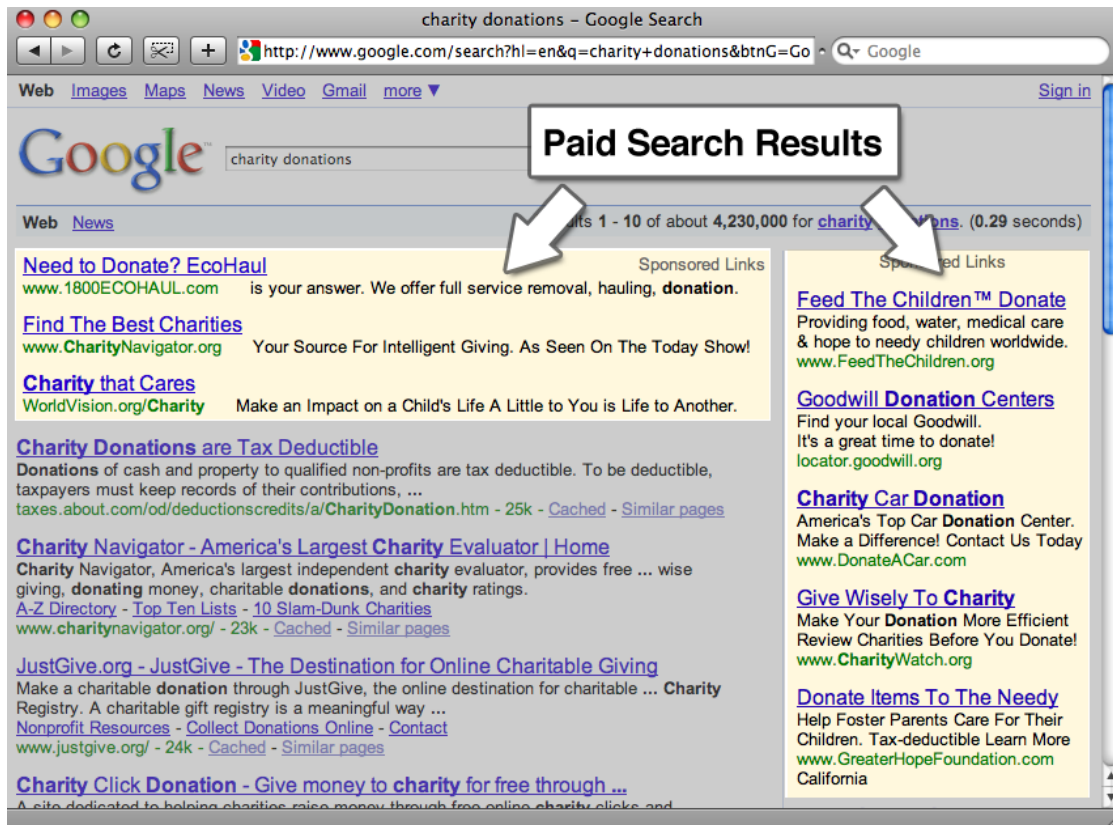 charity donations – Google Search
http://www.google.com/search?hl=en&q=charity+donations&btnG=Go
Google
Web Images Maps News Video Gmail more ▼
Sign in
Google™
charity donations
Paid Search Results
Web News
1 - 10 of about 4,230,000 for charity. (0.29 seconds)
Need to Donate? EcoHaul
Sponsored Links
www.1800ECOHAUL.com is your answer. We offer full service removal, hauling, donation.
Find The Best Charities
www.CharityNavigator.org Your Source For Intelligent Giving. As Seen On The Today Show!
Charity that Cares
WorldVision.org/Charity Make an Impact on a Child's Life A Little to You is Life to Another.
Charity Donations are Tax Deductible
Donations of cash and property to qualified non-profits are tax deductible. To be deductible,
taxpayers must keep records of their contributions, ...
taxes.about.com/od/deductionscredits/a/CharityDonation.htm - 25k - Cached - Similar pages
Charity Navigator - America's Largest Charity Evaluator | Home
Charity Navigator, America's largest independent charity evaluator, provides free ... wise
giving, donating money, charitable donations, and charity ratings.
A-Z Directory - Top Ten Lists - 10 Slam-Dunk Charities
www.charitynavigator.org/ - 23k - Cached - Similar pages
JustGive.org - JustGive - The Destination for Online Charitable Giving
Make a charitable donation through JustGive, the online destination for charitable ... Charity
Registry. A charitable gift registry is a meaningful way ...
Nonprofit Resources - Collect Donations Online - Contact
www.justgive.org/ - 24k - Cached - Similar pages
Charity Click Donation - Give money to charity for free through ...
A site dedicated to helping charities raise money through free online charity clicks and
Sponsored Links
Feed The Children™ Donate
Providing food, water, medical care
& hope to needy children worldwide.
www.FeedTheChildren.org
Goodwill Donation Centers
Find your local Goodwill.
It's a great time to donate!
locator.goodwill.org
Charity Car Donation
America's Top Car Donation Center.
Make a Difference! Contact Us Today
www.DonateACar.com
Give Wisely To Charity
Make Your Donation More Efficient
Review Charities Before You Donate!
www.CharityWatch.org
Donate Items To The Needy
Help Foster Parents Care For Their
Children. Tax-deductible Learn More
www.GreaterHopeFoundation.com
California